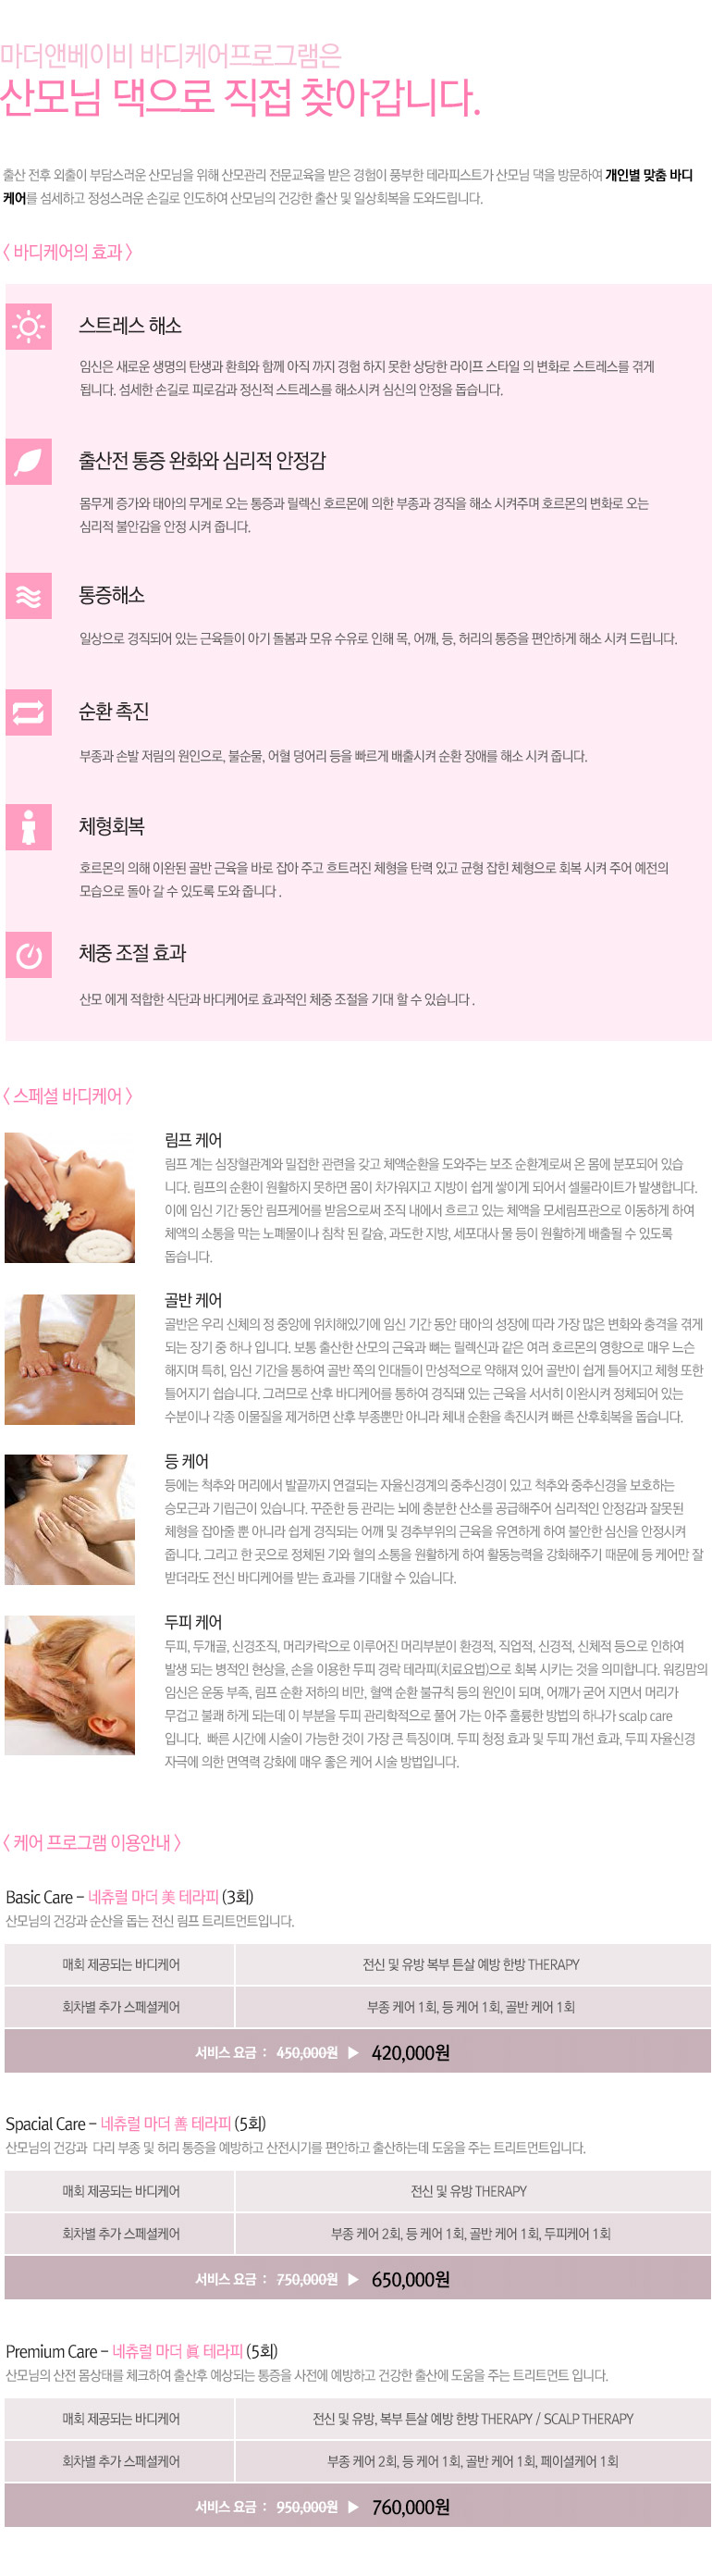 마더앤베이비 바디케어프로그램은
산모님 댁으로 직접 찾아갑니다.
출산 전후 외출이 부담스러운 산모님을 위해 산모관리 전문교육을 받은 경험이 풍부한 테라피스트가 산모님 댁을 방문하여 개인별 맞춤 바디
케어를 섬세하고 정성스러운 손길로 인도하여 산모님의 건강한 출산 및 일상회복을 도와드립니다.
〈 바디케어의 효과 〉
스트레스 해소
임신은 새로운 생명의 탄생과 환희와 함께 아직 까지 경험 하지 못한 상당한 라이프 스타일 의 변화로 스트레스를 겪게
됩니다. 섬세한 손길로 피로감과 정신적 스트레스를 해소시켜 심신의 안정을 돕습니다.
출산전 통증 완화와 심리적 안정감
몸무게 증가와 태아의 무게로 오는 통증과 릴렉신 호르몬에 의한 부종과 경직을 해소 시켜주며 호르몬의 변화로 오는
심리적 불안감을 안정 시켜 줍니다.
통증해소
일상으로 경직되어 있는 근육들이 아기 돌봄과 모유 수유로 인해 목, 어깨, 등, 허리의 통증을 편안하게 해소 시켜 드립니다.
순환 촉진
부종과 손발 저림의 원인으로, 불순물, 어혈 덩어리 등을 빠르게 배출시켜 순환 장애를 해소 시켜 줍니다.
체형회복
호르몬의 의해 이완된 골반 근육을 바로 잡아 주고 흐트러진 체형을 탄력 있고 균형 잡힌 체형으로 회복 시켜 주어 예전의
모습으로 돌아 갈 수 있도록 도와 줍니다 .
체중 조절 효과
산모 에게 적합한 식단과 바디케어로 효과적인 체중 조절을 기대 할 수 있습니다 .
〈 스페셜 바디케어 〉
림프 케어
림프 계는 심장혈관계와 밀접한 관련을 갖고 체액순환을 도와주는 보조 순환계로써 온 몸에 분포되어 있습
니다. 림프의 순환이 원활하지 못하면 몸이 차가워지고 지방이 쉽게 쌓이게 되어서 셀룰라이트가 발생합니다.
이에 임신 기간 동안 림프케어를 받음으로써 조직 내에서 흐르고 있는 체액을 모세림프관으로 이동하게 하여
체액의 소통을 막는 노폐물이나 침착 된 칼슘, 과도한 지방, 세포대사 물 등이 원활하게 배출될 수 있도록
돕습니다.
골반 케어
골반은 우리 신체의 정 중앙에 위치해있기에 임신 기간 동안 태아의 성장에 따라 가장 많은 변화와 충격을 겪게
되는 장기 중 하나 입니다. 보통 출산한 산모의 근육과 뼈는 릴렉신과 같은 여러 호르몬의 영향으로 매우 느슨
해지며 특히, 임신 기간을 통하여 골반 쪽의 인대들이 만성적으로 약해져 있어 골반이 쉽게 틀어지고 체형 또한
틀어지기 쉽습니다. 그러므로 산후 바디케어를 통하여 경직돼 있는 근육을 서서히 이완시켜 정체되어 있는
수분이나 각종 이물질을 제거하면 산후 부종뿐만 아니라 체내 순환을 촉진시켜 빠른 산후회복을 돕습니다.
등 케어
등에는 척추와 머리에서 발끝까지 연결되는 자율신경계의 중추신경이 있고 척추와 중추신경을 보호하는
승모근과 기립근이 있습니다. 꾸준한 등 관리는 뇌에 충분한 산소를 공급해주어 심리적인 안정감과 잘못된
체형을 잡아줄 뿐 아니라 쉽게 경직되는 어깨 및 경추부위의 근육을 유연하게 하여 불안한 심신을 안정시켜
줍니다. 그리고 한 곳으로 정체된 기와 혈의 소통을 원활하게 하여 활동능력을 강화해주기 때문에 등 케어만 잘
받더라도 전신 바디케어를 받는 효과를 기대할 수 있습니다.
두피 케어
두피, 두개골, 신경조직, 머리카락으로 이루어진 머리부분이 환경적, 직업적, 신경적, 신체적 등으로 인하여
발생 되는 병적인 현상을, 손을 이용한 두피 경락 테라피(치료요법)으로 회복 시키는 것을 의미합니다. 워킹맘의
임신은 운동 부족, 림프 순환 저하의 비만, 혈액 순환 불규칙 등의 원인이 되며, 어깨가 굳어 지면서 머리가
무겁고 불쾌 하게 되는데 이 부분을 두피 관리학적으로 풀어 가는 아주 훌륭한 방법의 하나가 scalp care
입니다. 빠른 시간에 시술이 가능한 것이 가장 큰 특징이며, 두피 청정 효과 및 두피 개선 효과, 두피 자율신경
자극에 의한 면역력 강화에 매우 좋은 케어 시술 방법입니다.
〈 케어 프로그램 이용안내 〉
Basic Care – 네츄럴 마더 美 테라피 (3회)
산모님의 건강과 순산을 돕는 전신 림프 트리트먼트입니다.
매회 제공되는 바디케어 전신 및 유방 복부 튼살 예방 한방 THERAPY
회차별 추가 스페셜케어 부종 케어 1회, 등 케어 1회, 골반 케어 1회
서비스 요금 : 450,000원 ▶ 420,000원
Spacial Care – 네츄럴 마더 善 테라피 (5회)
산모님의 건강과 다리 부종 및 허리 통증을 예방하고 산전시기를 편안하고 출산하는데 도움을 주는 트리트먼트입니다.
매회 제공되는 바디케어 전신 및 유방 THERAPY
회차별 추가 스페셜케어 부종 케어 2회, 등 케어 1회, 골반 케어 1회, 두피케어 1회
서비스 요금 : 750,000원 ▶ 650,000원
Premium Care – 네츄럴 마더 眞 테라피 (5회)
산모님의 산전 몸상태를 체크하여 출산후 예상되는 통증을 사전에 예방하고 건강한 출산에 도움을 주는 트리트먼트 입니다.
매회 제공되는 바디케어 전신 및 유방, 복부 튼살 예방 한방 THERAPY / SCALP THERAPY
회차별 추가 스페셜케어 부종 케어 2회, 등 케어 1회, 골반 케어 1회, 페이셜케어 1회
서비스 요금 : 950,000원 ▶ 760,000원